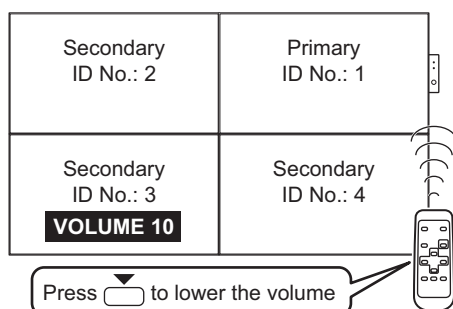 Secondary
ID No.: 2
Primary
ID No.: 1
Secondary
ID No.: 3
VOLUME 10
Secondary
ID No.: 4
Press to lower the volume